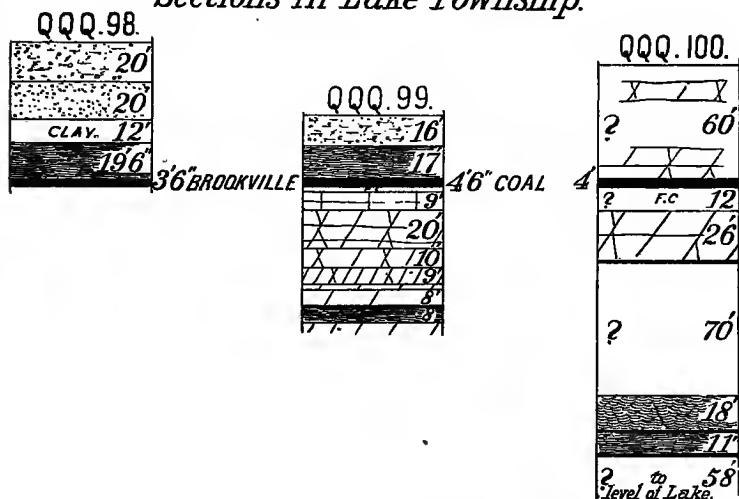 Sections in Lake Township.
QQQ.98.
20'
20'
CLAY. 12'
19'6"
3'6" BROOKVILLE
QQQ.99.
16'
17'
4'6" COAL
9'
20'
10'
9'
8'
8'
QQQ.100.
? 60'
4'
? F.C 12
26'
? 70'
18'
11'
? to 58'
level of Lake.